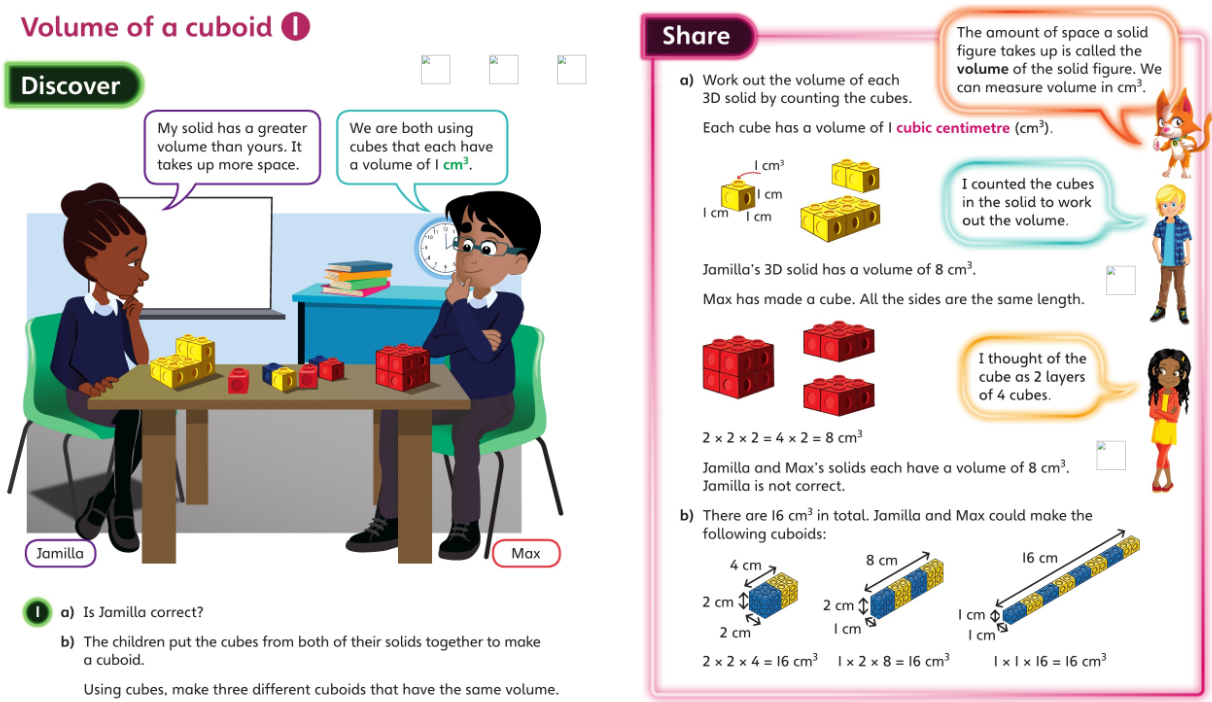 Volume of a cuboid 1
Discover
My solid has a greater
volume than yours. It
takes up more space.
We are both using
cubes that each have
a volume of 1 cm³.
Jamilla
Max
1 a) Is Jamilla correct?
b) The children put the cubes from both of their solids together to make
a cuboid.
Using cubes, make three different cuboids that have the same volume.
Share
The amount of space a solid
figure takes up is called the
volume of the solid figure. We
can measure volume in cm³.
a) Work out the volume of each
3D solid by counting the cubes.
Each cube has a volume of 1 cubic centimetre (cm³).
1 cm³
1 cm
1 cm
1 cm
I counted the cubes
in the solid to work
out the volume.
Jamilla's 3D solid has a volume of 8 cm³.
Max has made a cube. All the sides are the same length.
I thought of the
cube as 2 layers
of 4 cubes.
2 × 2 × 2 = 4 × 2 = 8 cm³
Jamilla and Max's solids each have a volume of 8 cm³.
Jamilla is not correct.
b) There are 16 cm³ in total. Jamilla and Max could make the
following cuboids:
4 cm
2 cm
2 cm
2 × 2 × 4 = 16 cm³
8 cm
2 cm
1 cm
1 × 2 × 8 = 16 cm³
16 cm
1 cm
1 cm
1 × 1 × 16 = 16 cm³